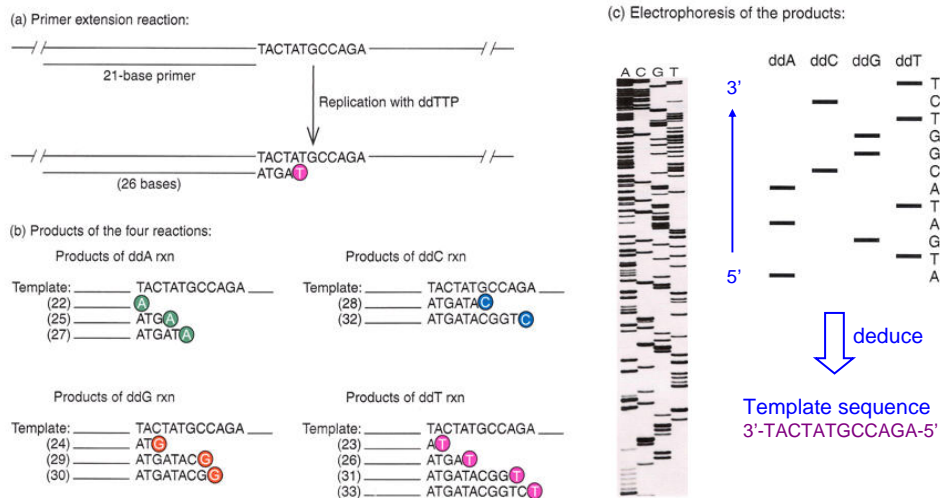 (a) Primer extension reaction:
TACTATGCCAGA
21-base primer
Replication with ddTTP
TACTATGCCAGA
ATGAT
(26 bases)
(b) Products of the four reactions:
Products of ddA rxn
Template: TACTATGCCAGA
(22) A
(25) ATGA
(27) ATGATA
Products of ddC rxn
Template: TACTATGCCAGA
(28) ATGATAC
(32) ATGATACGGTC
Products of ddG rxn
Template: TACTATGCCAGA
(24) ATG
(29) ATGATACG
(30) ATGATACGG
Products of ddT rxn
Template: TACTATGCCAGA
(23) AT
(26) ATGAT
(31) ATGATACGGT
(33) ATGATACGGTCT
(c) Electrophoresis of the products:
A C G T
ddA ddC ddG ddT
3' T
C
T
G
G
C
A
T
A
G
T
5' A
deduce
Template sequence
3'-TACTATGCCAGA-5'